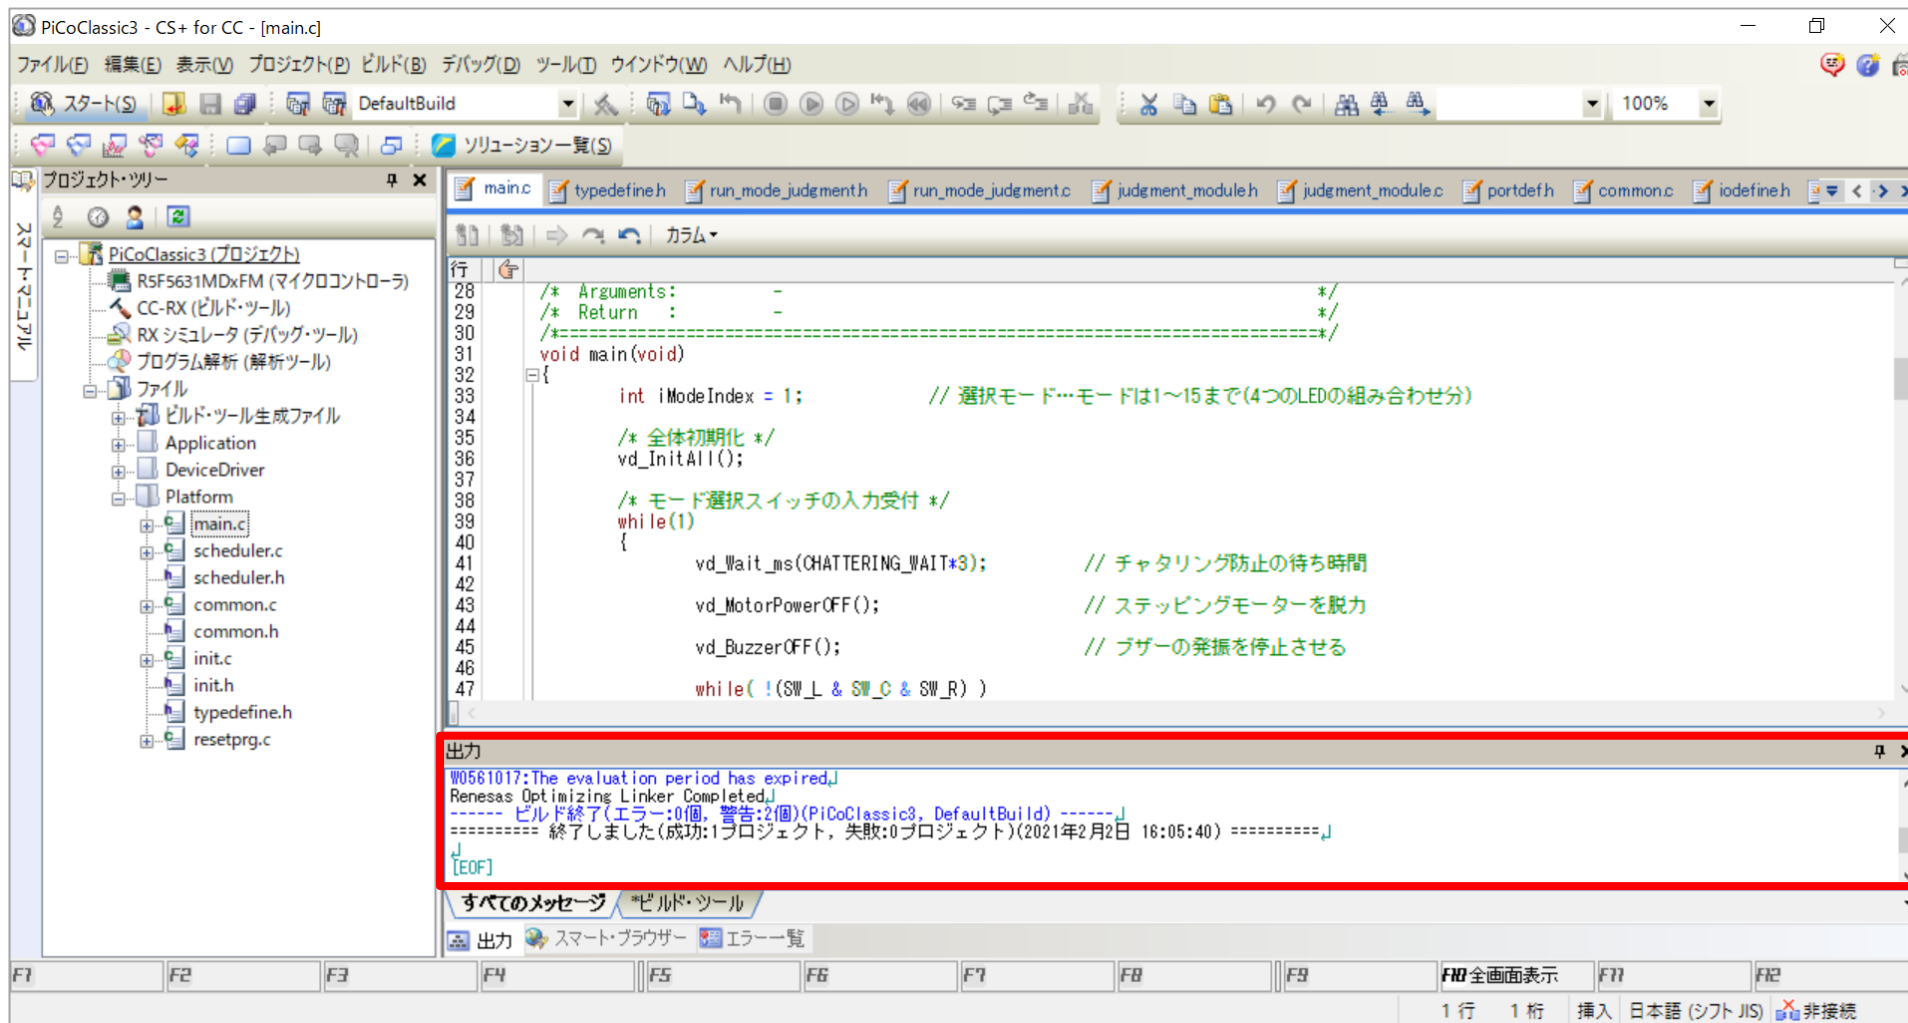 PiCoClassic3 - CS+ for CC - [main.c]
ファイル(F) 編集(E) 表示(V) プロジェクト(P) ビルド(B) デバッグ(D) ツール(T) ウインドウ(W) ヘルプ(H)
スタート(S) DefaultBuild 100%
ソリューション一覧(S)
スマートマニュアル
プロジェクト・ツリー
PiCoClassic3 (プロジェクト)
R5F5631MDxFM (マイクロコントローラ)
CC-RX (ビルド・ツール)
RX シミュレータ (デバッグ・ツール)
プログラム解析 (解析ツール)
ファイル
ビルド・ツール生成ファイル
Application
DeviceDriver
Platform
main.c
scheduler.c
scheduler.h
common.c
common.h
init.c
init.h
typedefine.h
resetprg.c
main.c typedefine.h run_mode_judgment.h run_mode_judgment.c judgment_module.h judgment_module.c portdef.h common.c iodefine.h
カラム
行
28 /* Arguments: - */
29 /* Return : - */
30 /*=============================================================================*/
31 void main(void)
32 {
33 int iModeIndex = 1; // 選択モード…モードは1～15まで(4つのLEDの組み合わせ分)
34
35 /* 全体初期化 */
36 vd_InitAll();
37
38 /* モード選択スイッチの入力受付 */
39 while(1)
40 {
41 vd_Wait_ms(CHATTERING_WAIT*3); // チャタリング防止の待ち時間
42
43 vd_MotorPowerOFF(); // ステッピングモーターを脱力
44
45 vd_BuzzerOFF(); // ブザーの発振を停止させる
46
47 while( !(SW_L & SW_C & SW_R) )
出力
W0561017:The evaluation period has expired
Renesas Optimizing Linker Completed
------ ビルド終了(エラー:0個, 警告:2個)(PiCoClassic3, DefaultBuild) ------
========== 終了しました(成功:1プロジェクト, 失敗:0プロジェクト)(2021年2月2日 16:05:40) ==========
[EOF]
すべてのメッセージ *ビルド・ツール
出力 スマート・ブラウザー エラー一覧
F1 F2 F3 F4 F5 F6 F7 F8 F9 F10 全画面表示 F11 F12
1 行 1 桁 挿入 日本語 (シフト JIS) 非接続